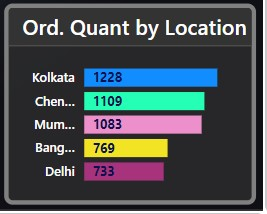 Ord. Quant by Location
Kolkata 1228
Chen... 1109
Mum... 1083
Bang... 769
Delhi 733